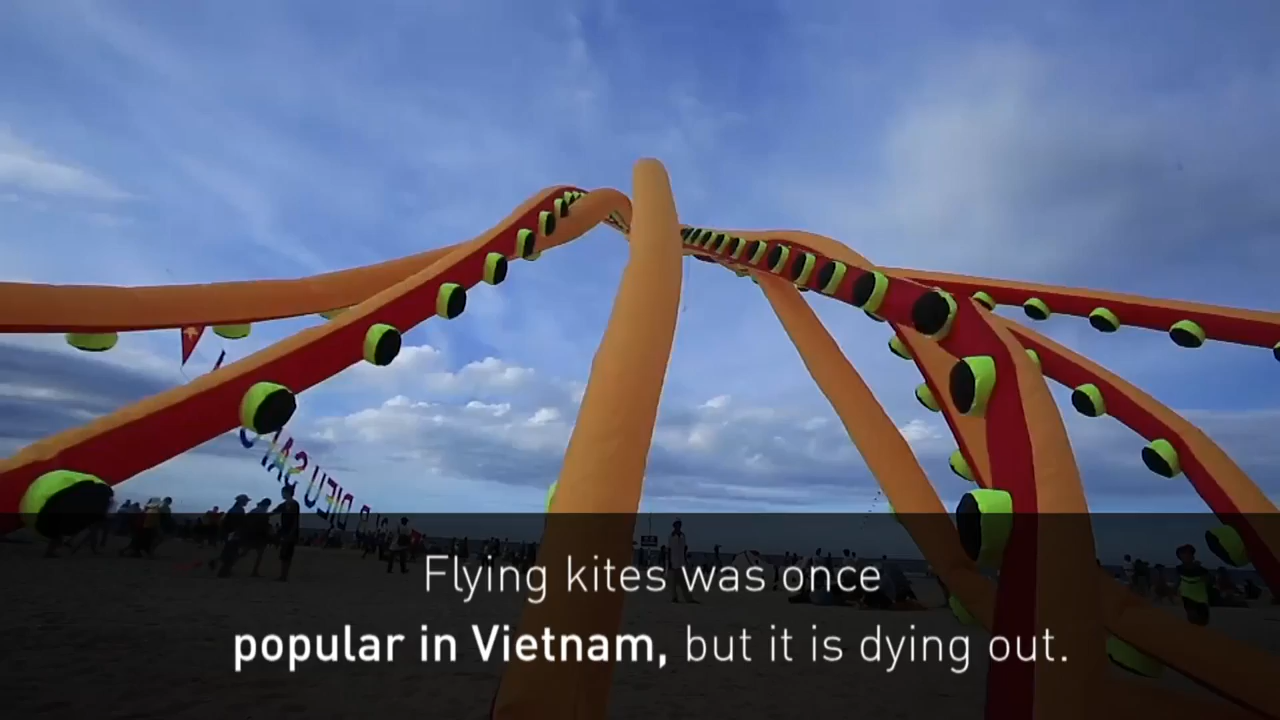 Flying kites was once
popular in Vietnam, but it is dying out.